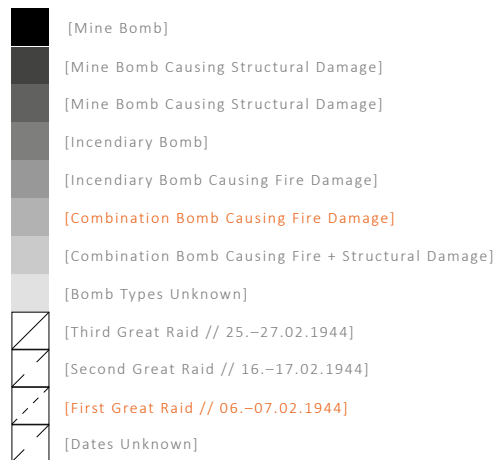 [Mine Bomb]
[Mine Bomb Causing Structural Damage]
[Mine Bomb Causing Structural Damage]
[Incendiary Bomb]
[Incendiary Bomb Causing Fire Damage]
[Combination Bomb Causing Fire Damage]
[Combination Bomb Causing Fire + Structural Damage]
[Bomb Types Unknown]
[Third Great Raid // 25.–27.02.1944]
[Second Great Raid // 16.–17.02.1944]
[First Great Raid // 06.–07.02.1944]
[Dates Unknown]